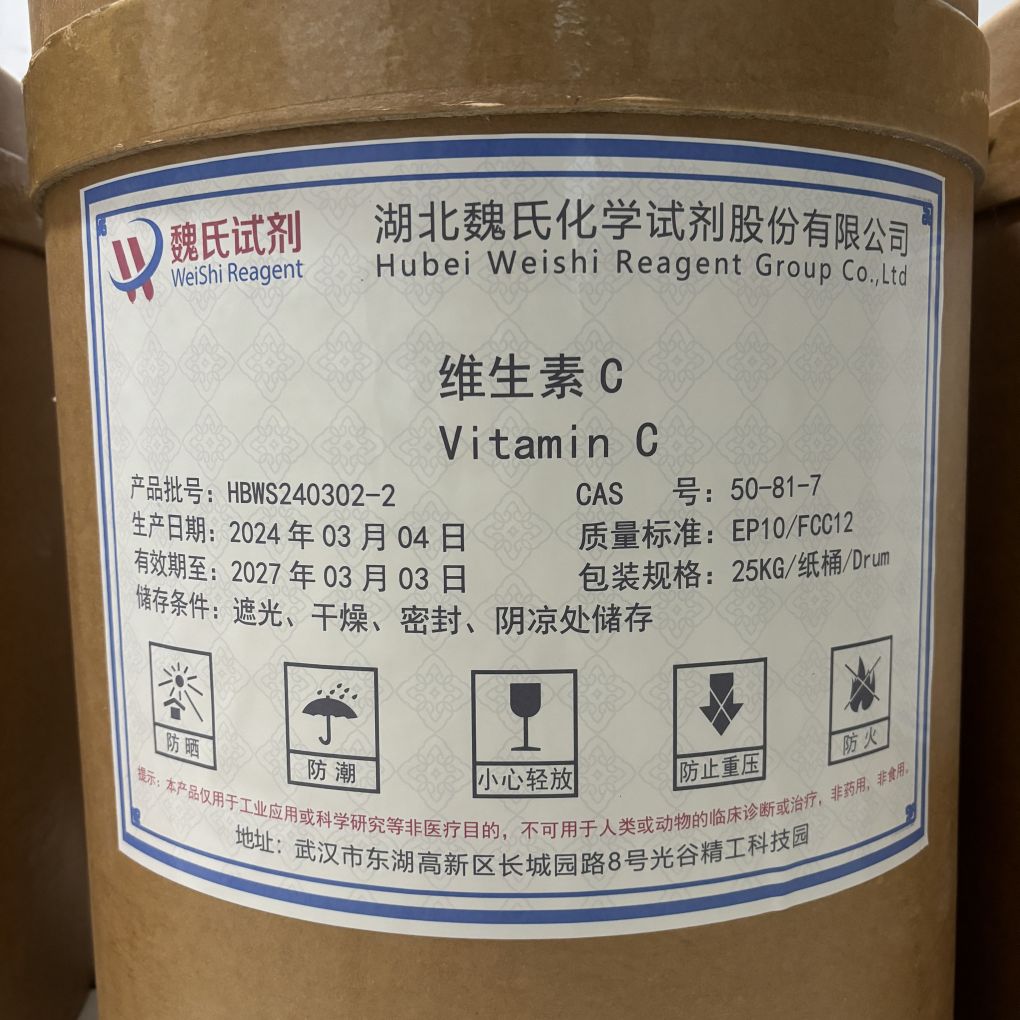 魏氏试剂
WeiShi Reagent
湖北魏氏化学试剂股份有限公司
Hubei Weishi Reagent Group Co.,Ltd
维生素 C
Vitamin C
产品批号：HBWS240302-2
CAS 号：50-81-7
生产日期：2024 年 03 月 04 日
质量标准：EP10/FCC12
有效期至：2027 年 03 月 03 日
包装规格：25KG/纸桶/Drum
储存条件：遮光、干燥、密封、阴凉处储存
防晒
防潮
小心轻放
防止重压
防火
提示：本产品仅用于工业应用或科学研究等非医疗目的，不可用于人类或动物的临床诊断或治疗，非药用，非食用。
地址：武汉市东湖高新区长城园路8号光谷精工科技园